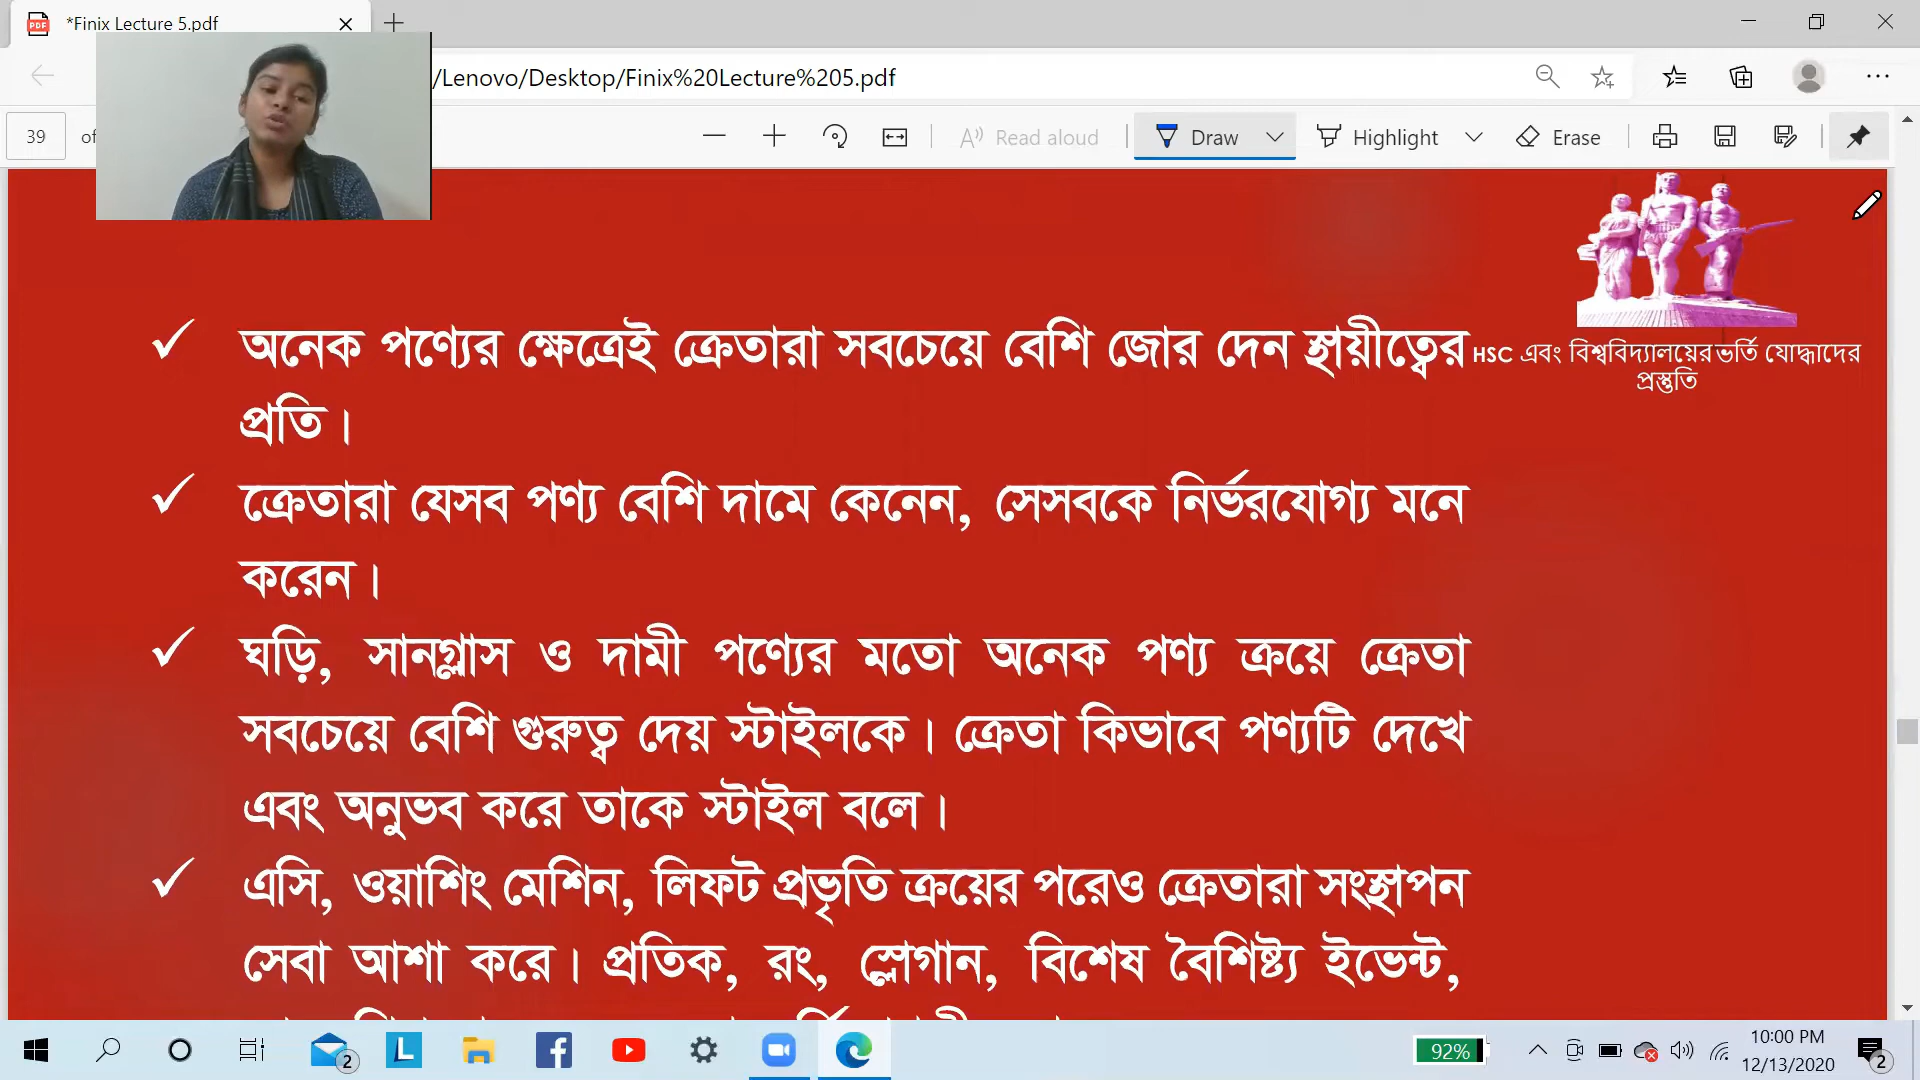 *Finix Lecture 5.pdf
/Lenovo/Desktop/Finix%20Lecture%205.pdf
39
of
Read aloud
Draw
Highlight
Erase
HSC এবং বিশ্ববিদ্যালয়ের ভর্তি যোদ্ধাদের
প্রস্তুতি
অনেক পণ্যের ক্ষেত্রেই ক্রেতারা সবচেয়ে বেশি জোর দেন স্থায়ীত্বের
প্রতি।
ক্রেতারা যেসব পণ্য বেশি দামে কেনেন, সেসবকে নির্ভরযোগ্য মনে
করেন।
ঘড়ি, সানগ্লাস ও দামী পণ্যের মতো অনেক পণ্য ক্রয়ে ক্রেতা
সবচেয়ে বেশি গুরুত্ব দেয় স্টাইলকে। ক্রেতা কিভাবে পণ্যটি দেখে
এবং অনুভব করে তাকে স্টাইল বলে।
এসি, ওয়াশিং মেশিন, লিফট প্রভৃতি ক্রয়ের পরেও ক্রেতারা সংস্থাপন
সেবা আশা করে। প্রতিক, রং, স্লোগান, বিশেষ বৈশিষ্ট্য ইভেন্ট,
2
L
92%
10:00 PM
12/13/2020
2